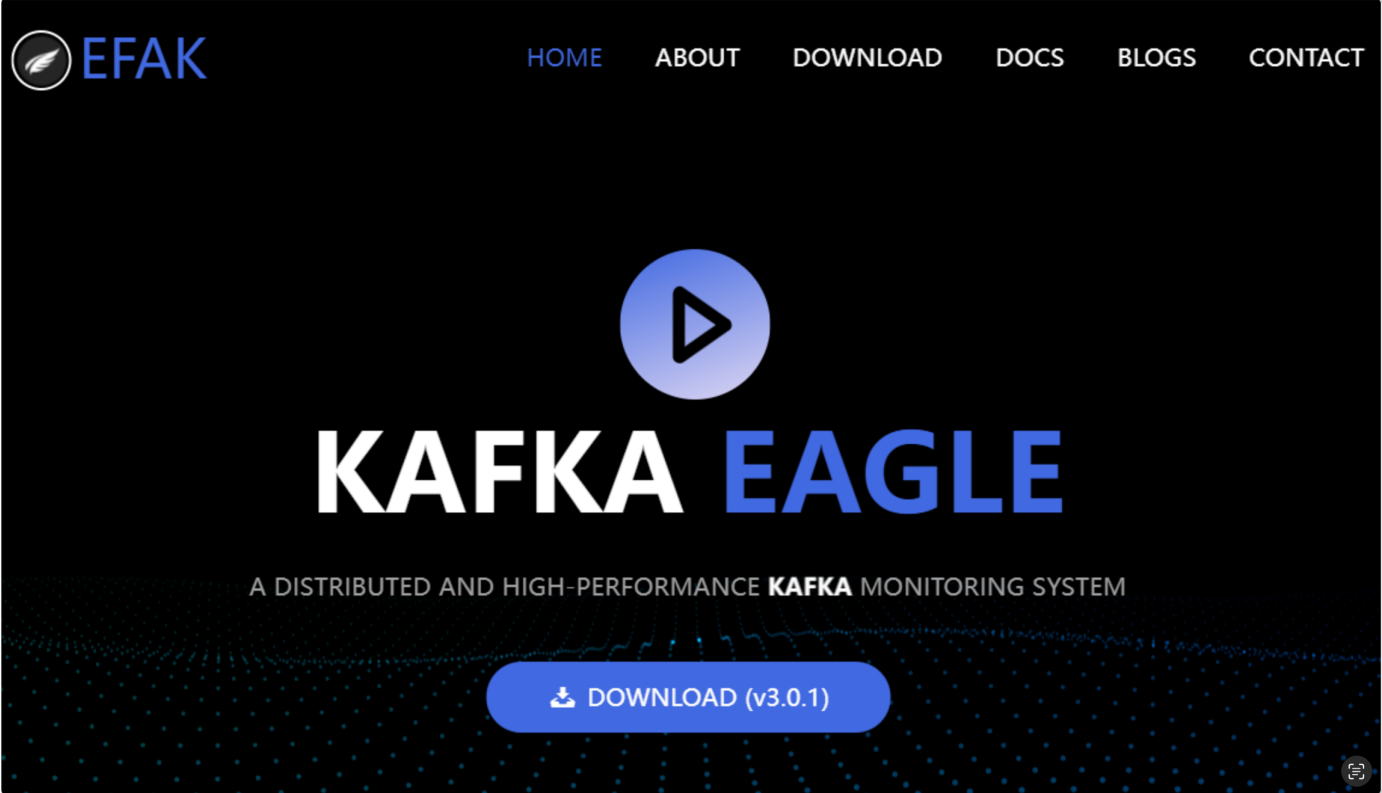 EFAK
HOME ABOUT DOWNLOAD DOCS BLOGS CONTACT
KAFKA EAGLE
A DISTRIBUTED AND HIGH-PERFORMANCE KAFKA MONITORING SYSTEM
DOWNLOAD (v3.0.1)